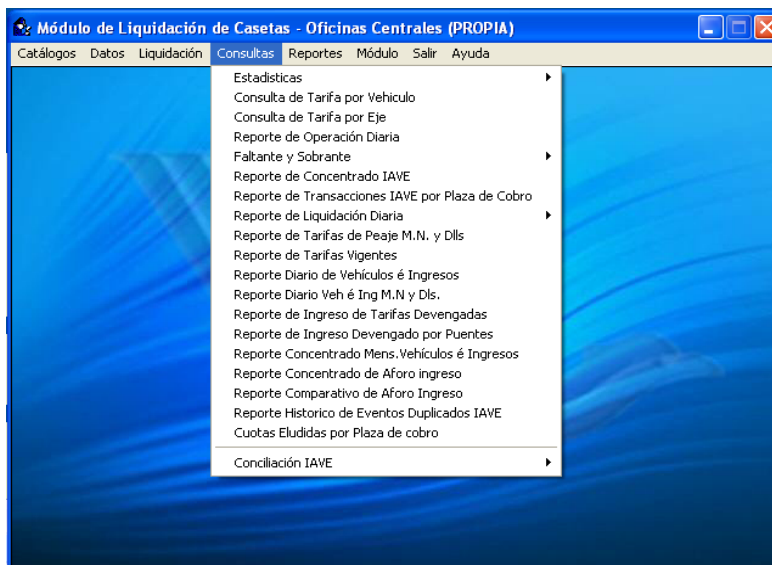 Módulo de Liquidación de Casetas - Oficinas Centrales (PROPIA)
Catálogos Datos Liquidación Consultas Reportes Módulo Salir Ayuda
Estadisticas
Consulta de Tarifa por Vehiculo
Consulta de Tarifa por Eje
Reporte de Operación Diaria
Faltante y Sobrante
Reporte de Concentrado IAVE
Reporte de Transacciones IAVE por Plaza de Cobro
Reporte de Liquidación Diaria
Reporte de Tarifas de Peaje M.N. y Dlls
Reporte de Tarifas Vigentes
Reporte Diario de Vehículos é Ingresos
Reporte Diario Veh é Ing M.N y Dls.
Reporte de Ingreso de Tarifas Devengadas
Reporte de Ingreso Devengado por Puentes
Reporte Concentrado Mens.Vehículos é Ingresos
Reporte Concentrado de Aforo ingreso
Reporte Comparativo de Aforo Ingreso
Reporte Historico de Eventos Duplicados IAVE
Cuotas Eludidas por Plaza de cobro
Conciliación IAVE